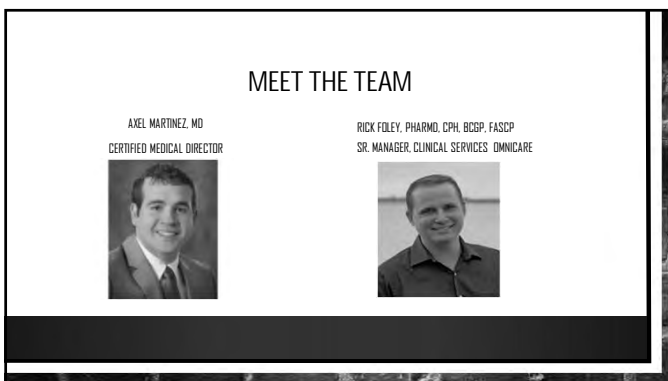 MEET THE TEAM
AXEL MARTINEZ, MD
CERTIFIED MEDICAL DIRECTOR
RICK FOLEY, PHARMD, CPH, BCGP, FASCP
SR. MANAGER, CLINICAL SERVICES OMNICARE